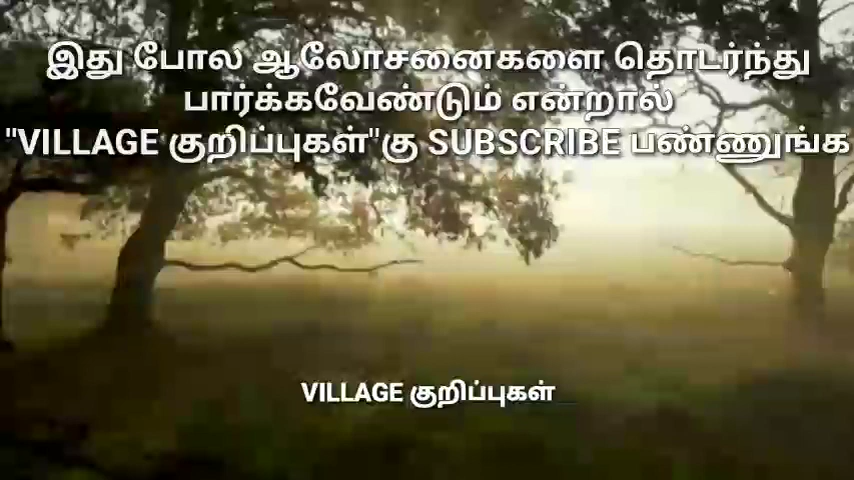 இது போல ஆலோசனைகளை தொடர்ந்து
பார்க்கவேண்டும் என்றால்
"VILLAGE குறிப்புகள்"கு SUBSCRIBE பண்ணுங்க
VILLAGE குறிப்புகள்